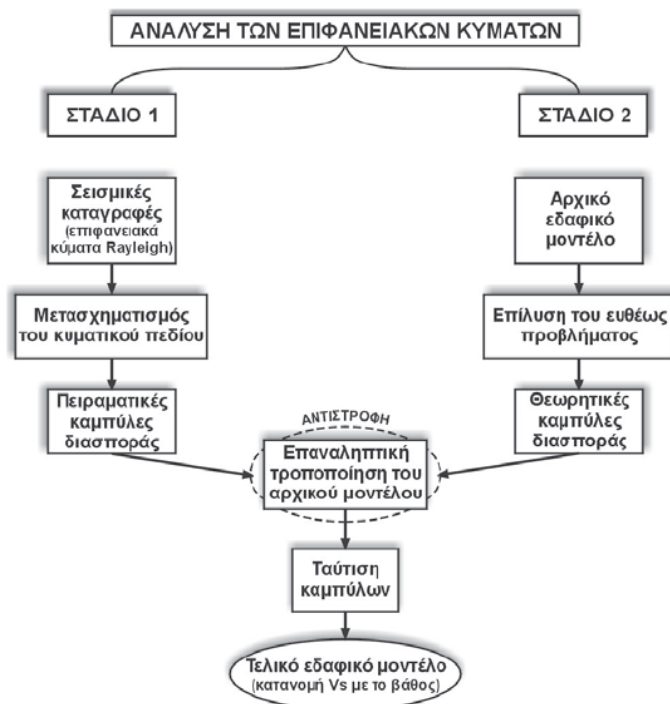 ΑΝΑΛΥΣΗ ΤΩΝ ΕΠΙΦΑΝΕΙΑΚΩΝ ΚΥΜΑΤΩΝ
ΣΤΑΔΙΟ 1
ΣΤΑΔΙΟ 2
Σεισμικές
καταγραφές
(επιφανειακά
κύματα Rayleigh)
Αρχικό
εδαφικό
μοντέλο
Μετασχηματισμός
του κυματικού πεδίου
Επίλυση του ευθέως
προβλήματος
Πειραματικές
καμπύλες
διασποράς
Θεωρητικές
καμπύλες
διασποράς
ΑΝΤΙΣΤΡΟΦΗ
Επαναληπτική
τροποποίηση του
αρχικού μοντέλου
Ταύτιση
καμπύλων
Τελικό εδαφικό μοντέλο
(κατανομή Vs με το βάθος)